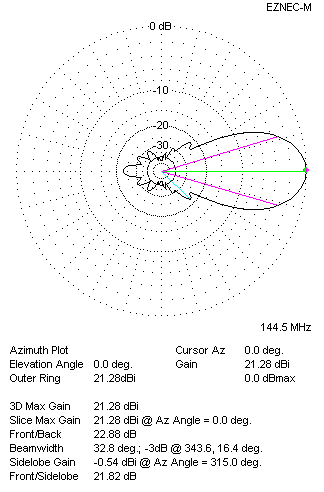 EZNEC-M
0 dB
-10
-20
-30
144.5 MHz
Azimuth Plot Cursor Az 0.0 deg.
Elevation Angle 0.0 deg. Gain 21.28 dBi
Outer Ring 21.28dBi 0.0 dBmax
3D Max Gain 21.28 dBi
Slice Max Gain 21.28 dBi @ Az Angle = 0.0 deg.
Front/Back 22.88 dB
Beamwidth 32.8 deg.; -3dB @ 343.6, 16.4 deg.
Sidelobe Gain -0.54 dBi @ Az Angle = 315.0 deg.
Front/Sidelobe 21.82 dB